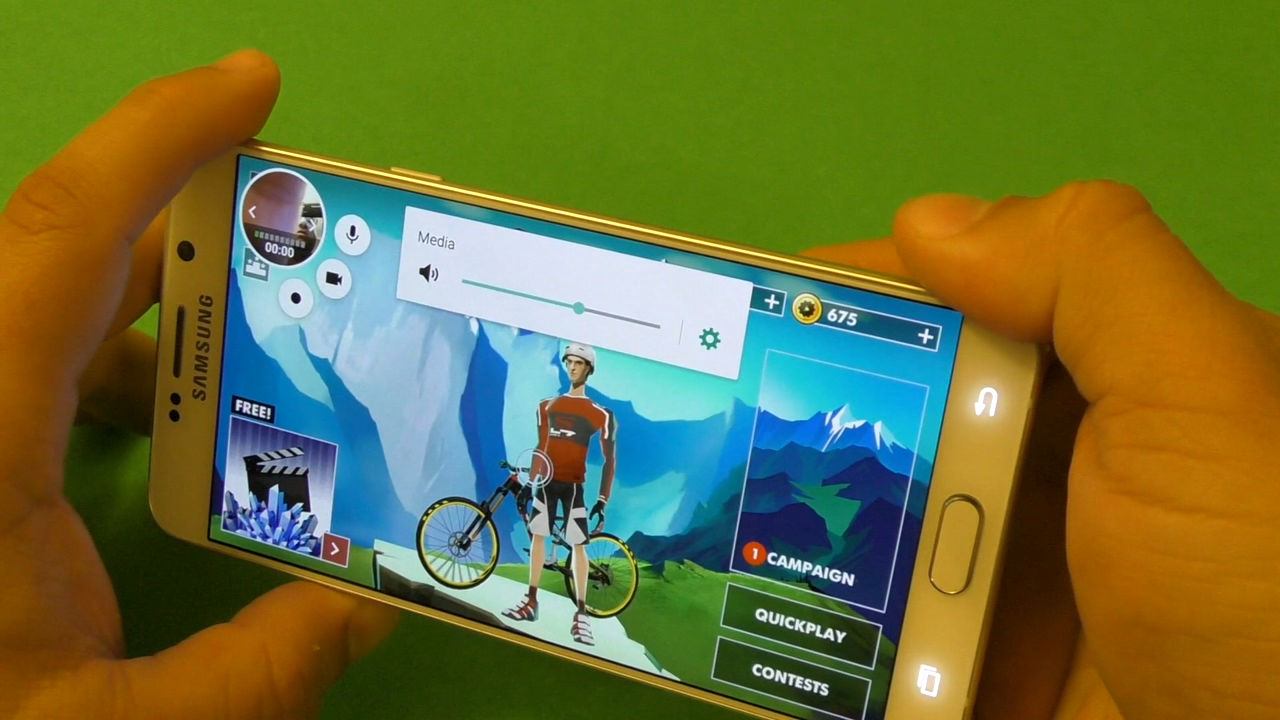 SAMSUNG
00:00
Media
675
FREE!
1 CAMPAIGN
QUICKPLAY
CONTESTS